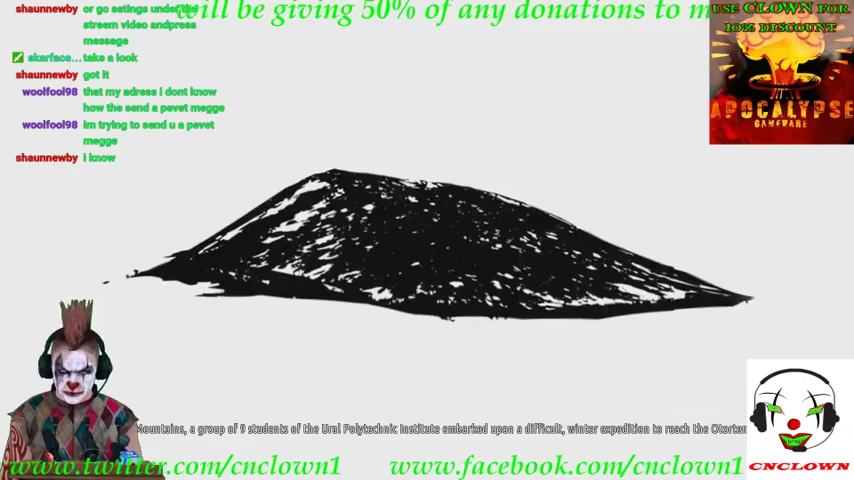 will be giving 50% of any donations to m
shaunnewby or go setings under the
streem video andpress
message
skarface... take a look
shaunnewby got it
woolfool98 that my adress i dont know
how the send a pevet megge
woolfool98 im trying to send u a pevet
megge
shaunnewby i know
USE CLOWN FOR
10% DISCOUNT
APOCALYPSE
GAMEWARE
Mountains, a group of 9 students of the Ural Polytechnic Institute embarked upon a difficult, winter expedition to reach the Otorten
www.twitter.com/cnclown1 www.facebook.com/cnclown1
CNCLOWN